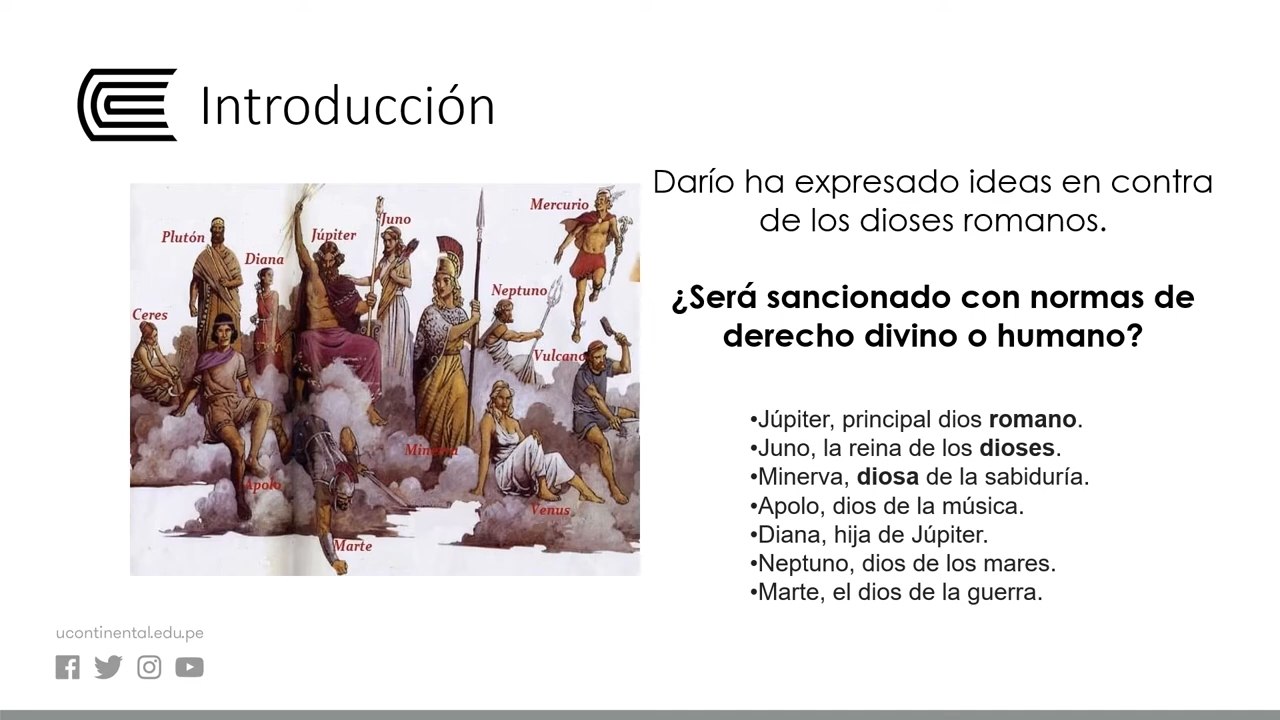 Introducción
Darío ha expresado ideas en contra
de los dioses romanos.
¿Será sancionado con normas de
derecho divino o humano?
•Júpiter, principal dios romano.
•Juno, la reina de los dioses.
•Minerva, diosa de la sabiduría.
•Apolo, dios de la música.
•Diana, hija de Júpiter.
•Neptuno, dios de los mares.
•Marte, el dios de la guerra.
Plutón
Diana
Ceres
Júpiter
Juno
Mercurio
Neptuno
Vulcano
Minerva
Apolo
Venus
Marte
ucontinental.edu.pe